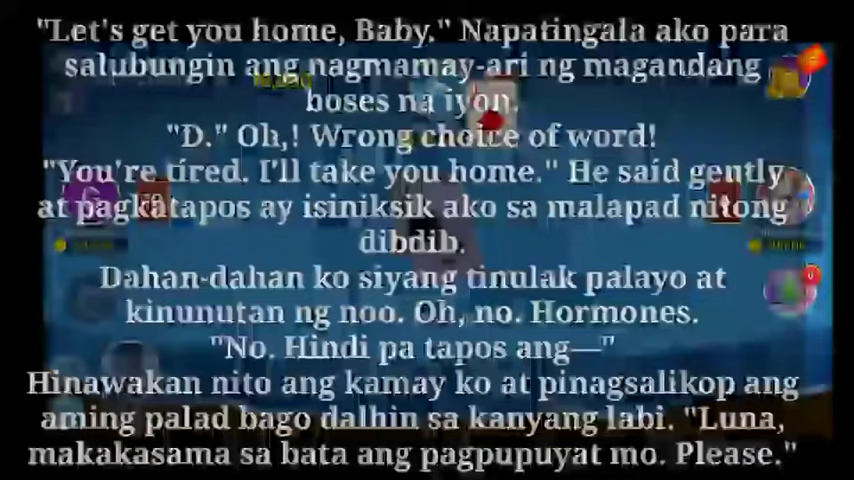 "Let's get you home, Baby." Napatingala ako para
salubungin ang nagmamay-ari ng magandang
boses na iyon.
"D." Oh,! Wrong choice of word!
"You're tired. I'll take you home." He said gently
at pagkatapos ay isiniksik ako sa malapad nitong
dibdib.
Dahan-dahan ko siyang tinulak palayo at
kinunutan ng noo. Oh, no. Hormones.
"No. Hindi pa tapos ang—"
Hinawakan nito ang kamay ko at pinagsalikop ang
aming palad bago dalhin sa kanyang labi. "Luna,
makakasama sa bata ang pagpupuyat mo. Please."